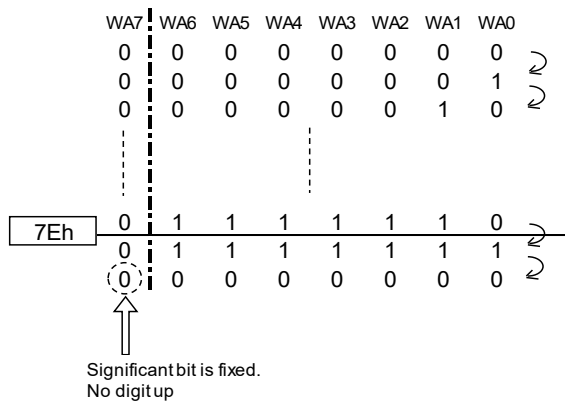 WA7 WA6 WA5 WA4 WA3 WA2 WA1 WA0
0 0 0 0 0 0 0 0
0 0 0 0 0 0 0 1
0 0 0 0 0 0 1 0
7Eh 0 1 1 1 1 1 1 0
0 1 1 1 1 1 1 1
0 0 0 0 0 0 0 0
Significant bit is fixed.
No digit up